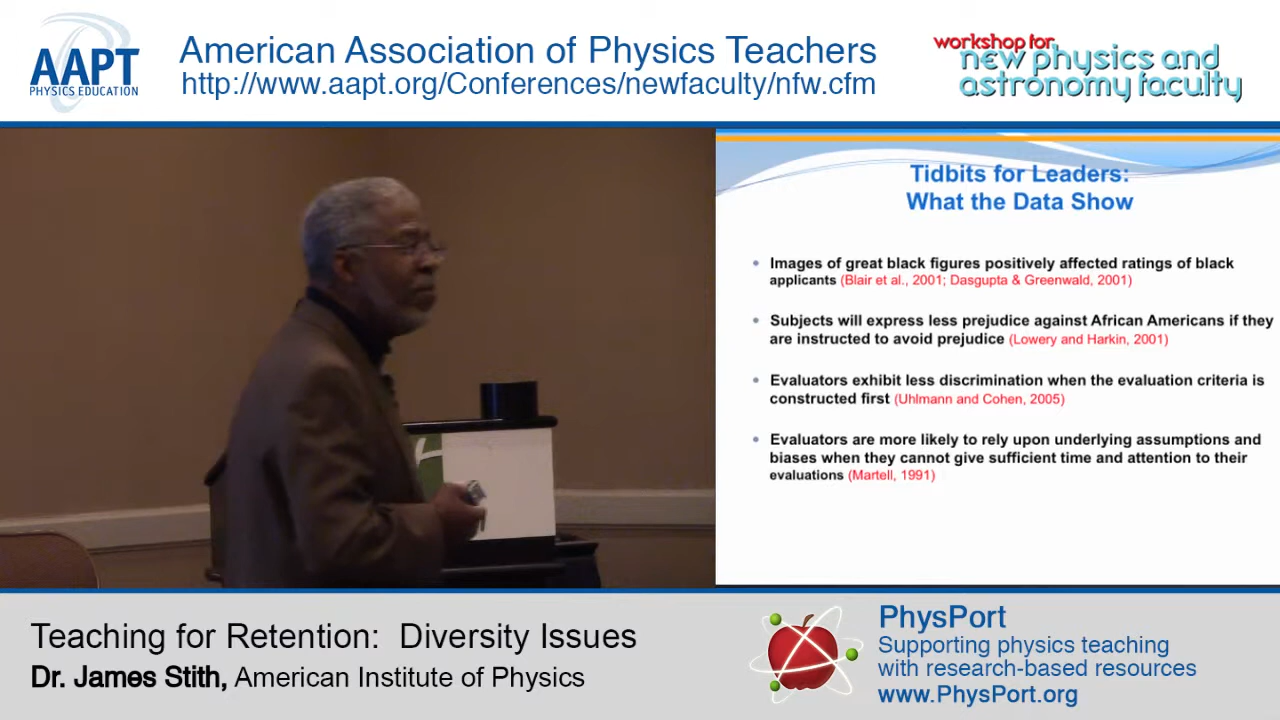 AAPT
PHYSICS EDUCATION
American Association of Physics Teachers
http://www.aapt.org/Conferences/newfaculty/nfw.cfm
workshop for
new physics and
astronomy faculty
Tidbits for Leaders:
What the Data Show
• Images of great black figures positively affected ratings of black
applicants (Blair et al., 2001; Dasgupta & Greenwald, 2001)
• Subjects will express less prejudice against African Americans if they
are instructed to avoid prejudice (Lowery and Harkin, 2001)
• Evaluators exhibit less discrimination when the evaluation criteria is
constructed first (Uhlmann and Cohen, 2005)
• Evaluators are more likely to rely upon underlying assumptions and
biases when they cannot give sufficient time and attention to their
evaluations (Martell, 1991)
Teaching for Retention: Diversity Issues
Dr. James Stith, American Institute of Physics
PhysPort
Supporting physics teaching
with research-based resources
www.PhysPort.org